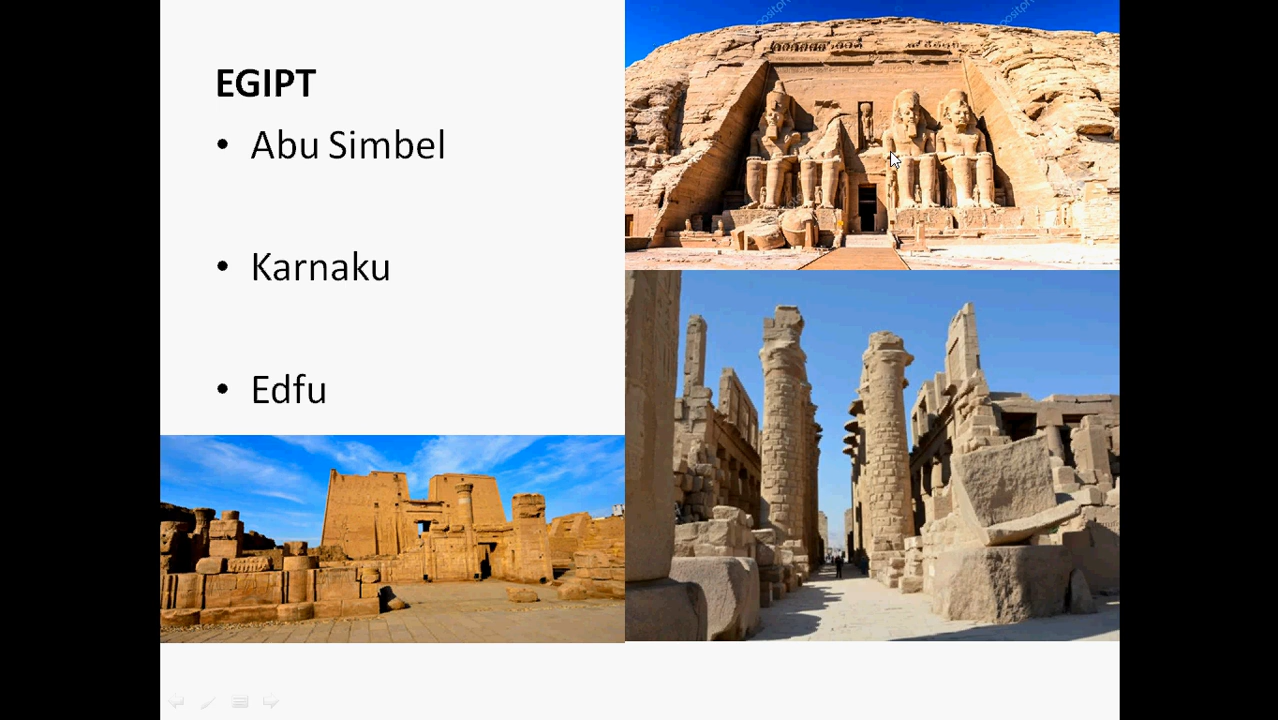 EGIPT
• Abu Simbel
• Karnaku
• Edfu